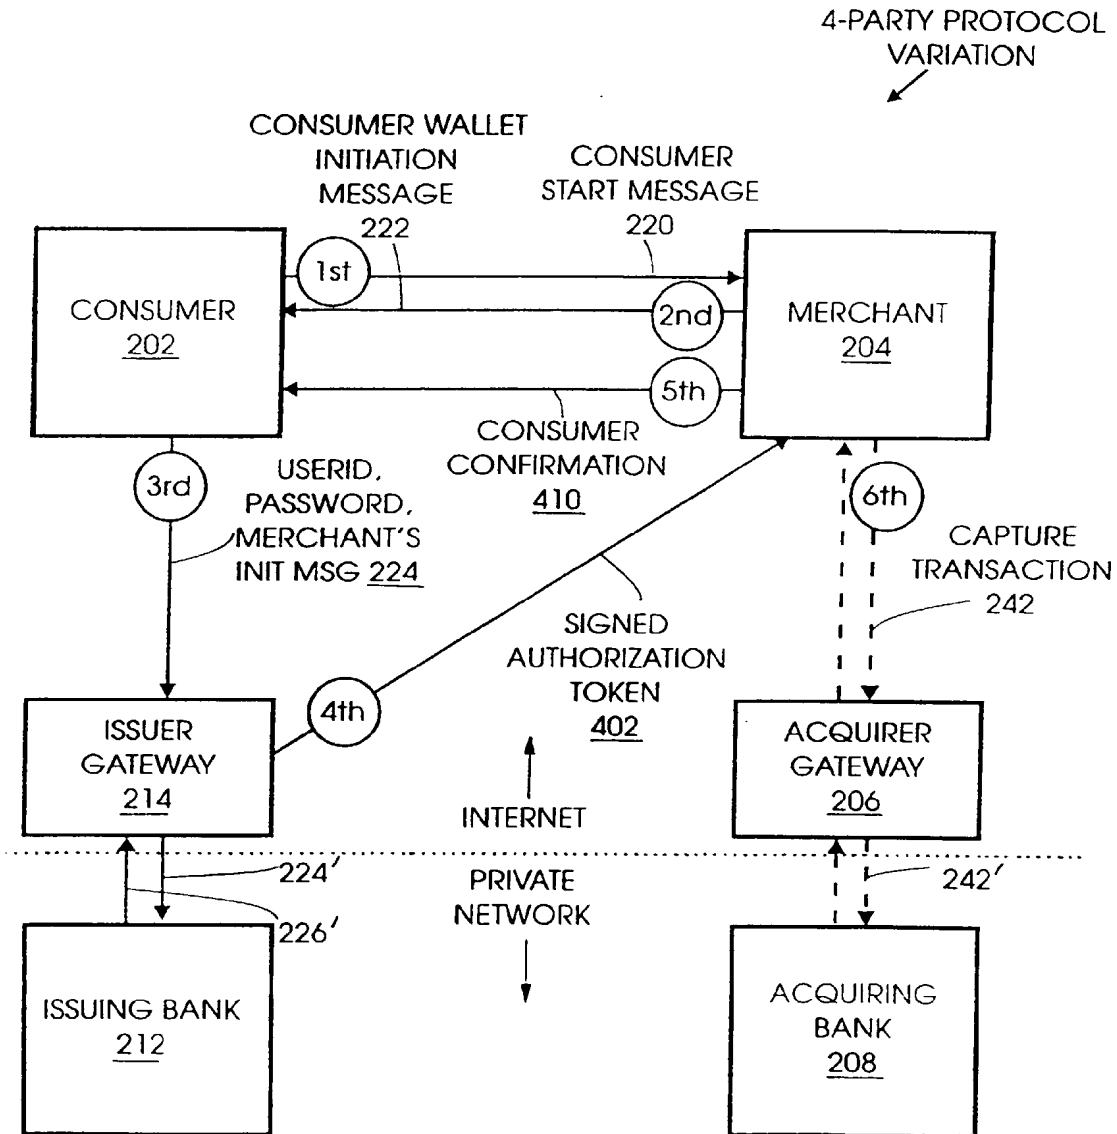 4-PARTY PROTOCOL
VARIATION
CONSUMER WALLET
INITIATION
MESSAGE
222
CONSUMER
START MESSAGE
220
1st
2nd
CONSUMER
202
MERCHANT
204
5th
CONSUMER
CONFIRMATION
410
3rd
USERID,
PASSWORD,
MERCHANT'S
INIT MSG 224
6th
CAPTURE
TRANSACTION
242
SIGNED
AUTHORIZATION
TOKEN
402
4th
ISSUER
GATEWAY
214
ACQUIRER
GATEWAY
206
INTERNET
PRIVATE
NETWORK
224′
226′
242′
ISSUING BANK
212
ACQUIRING
BANK
208